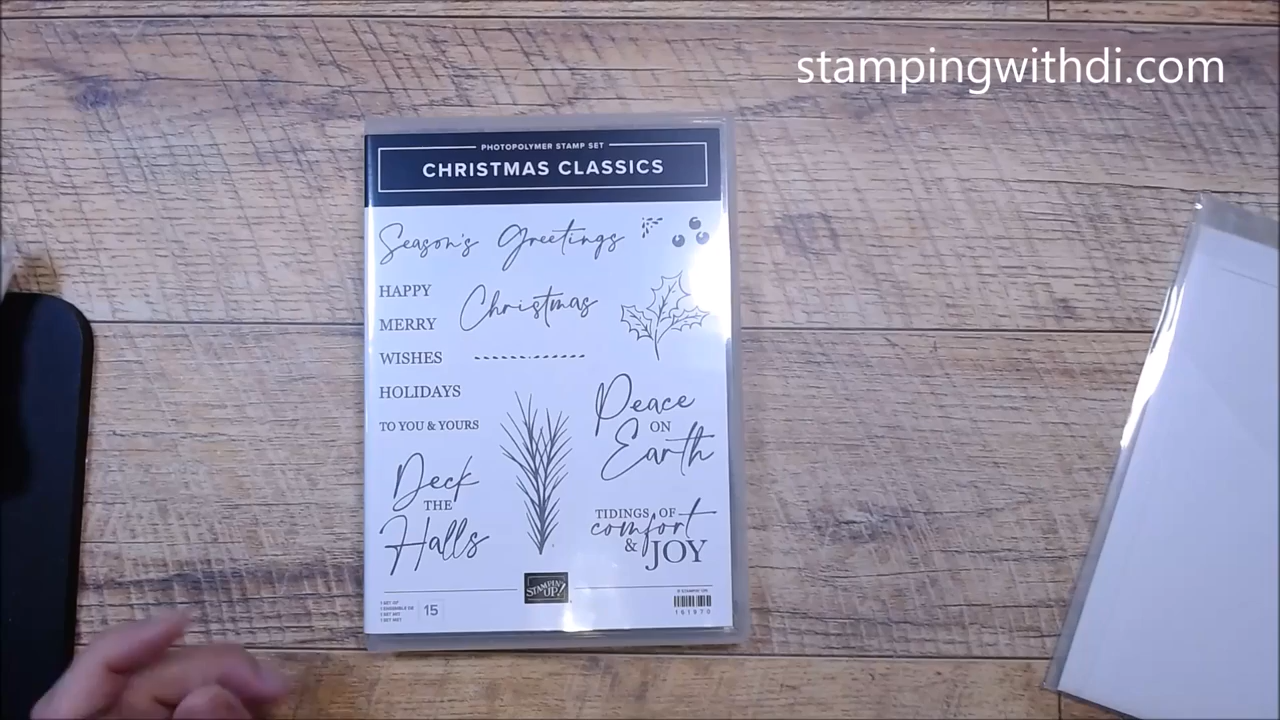 stampingwithdi.com
PHOTOPOLYMER STAMP SET
CHRISTMAS CLASSICS
Season's Greetings
HAPPY
Christmas
MERRY
WISHES
HOLIDAYS
TO YOU & YOURS
Peace
ON
Earth
Deck
THE
Halls
TIDINGS OF
comfort
& JOY
STAMPIN' UP!
15
161970